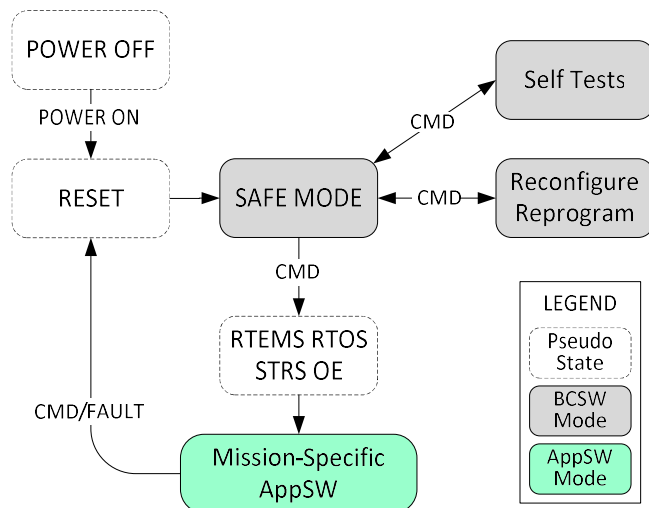 POWER OFF
POWER ON
RESET
SAFE MODE
CMD
Self Tests
CMD
Reconfigure
Reprogram
CMD
RTEMS RTOS
STRS OE
CMD/FAULT
Mission-Specific
AppSW
LEGEND
Pseudo
State
BCSW
Mode
AppSW
Mode